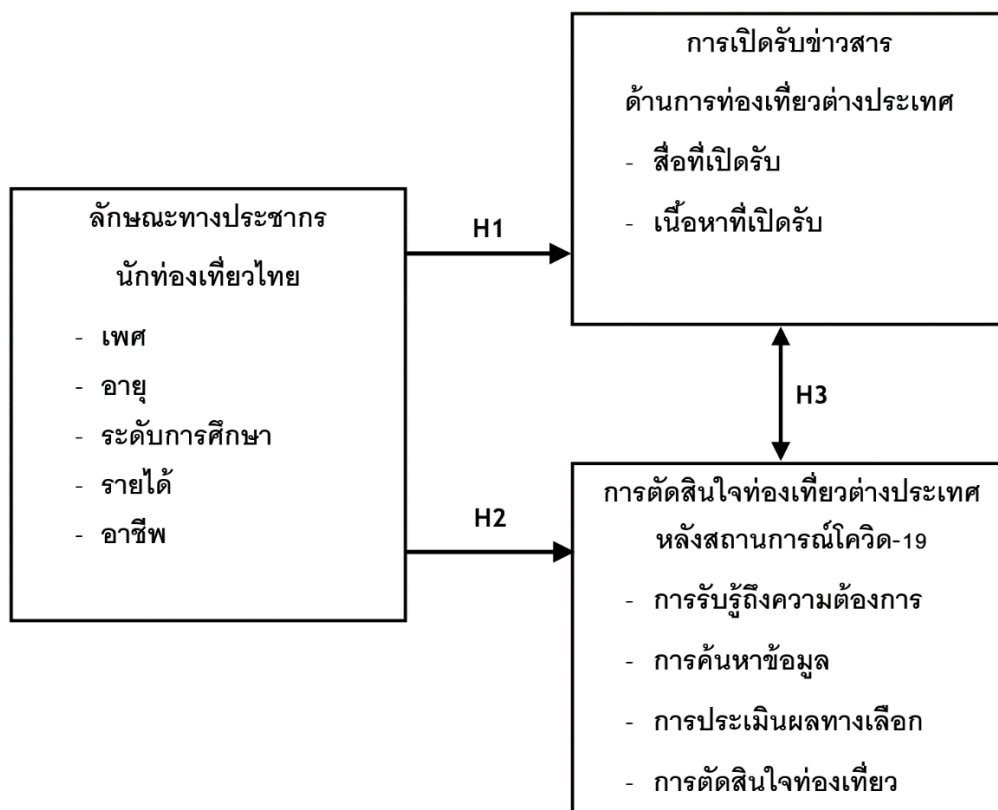 การเปิดรับข่าวสาร
ด้านการท่องเที่ยวต่างประเทศ
- สื่อที่เปิดรับ
- เนื้อหาที่เปิดรับ
ลักษณะทางประชากร
นักท่องเที่ยวไทย
- เพศ
- อายุ
- ระดับการศึกษา
- รายได้
- อาชีพ
H1
H2
H3
การตัดสินใจท่องเที่ยวต่างประเทศ
หลังสถานการณ์โควิด-19
- การรับรู้ถึงความต้องการ
- การค้นหาข้อมูล
- การประเมินผลทางเลือก
- การตัดสินใจท่องเที่ยว